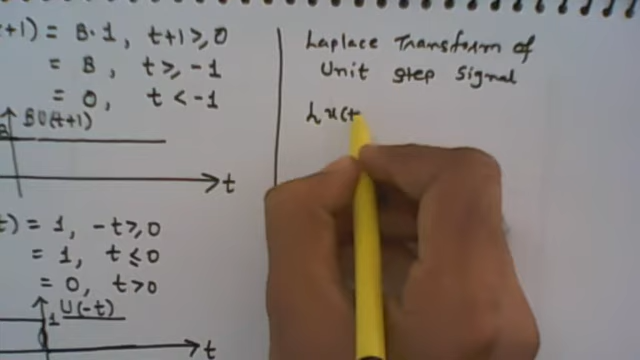 t+1) = B·1, t+1≥0
= B, t≥-1
= 0, t<-1
BU(t+1)
t
t) = 1, -t≥0
= 1, t≤0
= 0, t>0
U(-t)
1
t
Laplace Transform of
Unit Step Signal
L x(t